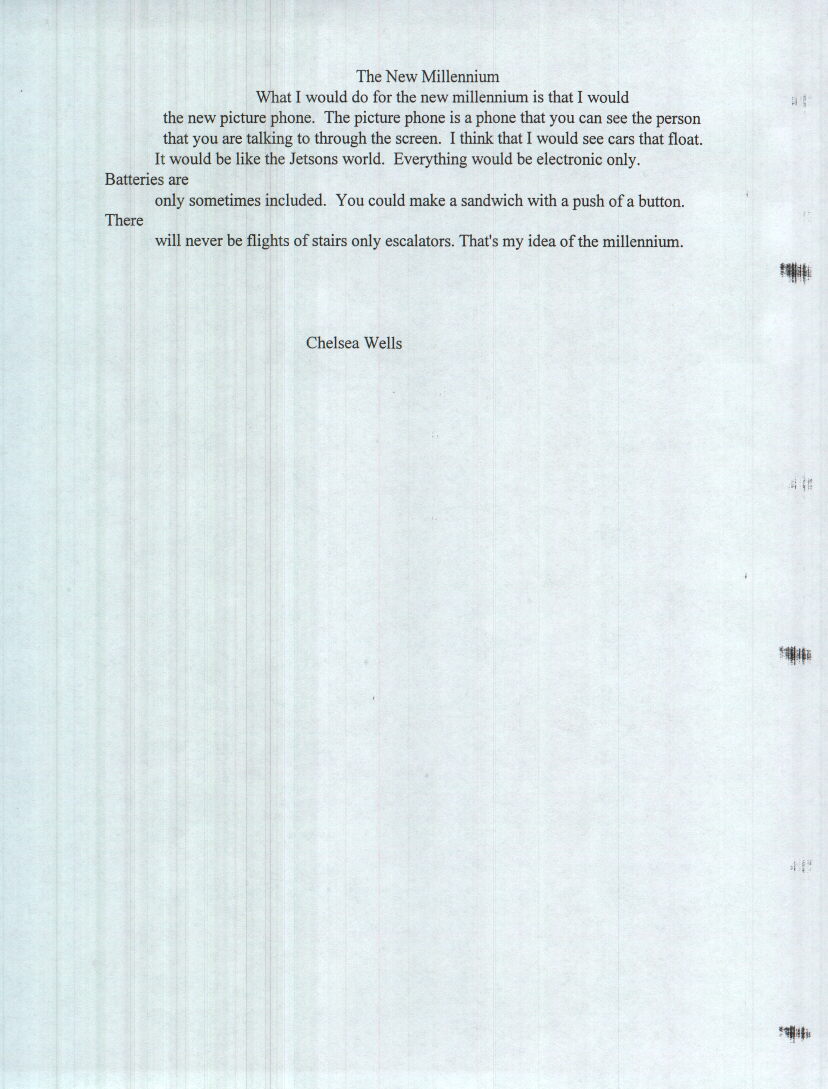 The New Millennium
What I would do for the new millennium is that I would
the new picture phone.  The picture phone is a phone that you can see the person
that you are talking to through the screen.  I think that I would see cars that float.
It would be like the Jetsons world.  Everything would be electronic only.
Batteries are
only sometimes included.  You could make a sandwich with a push of a button.
There
will never be flights of stairs only escalators. That's my idea of the millennium.
Chelsea Wells